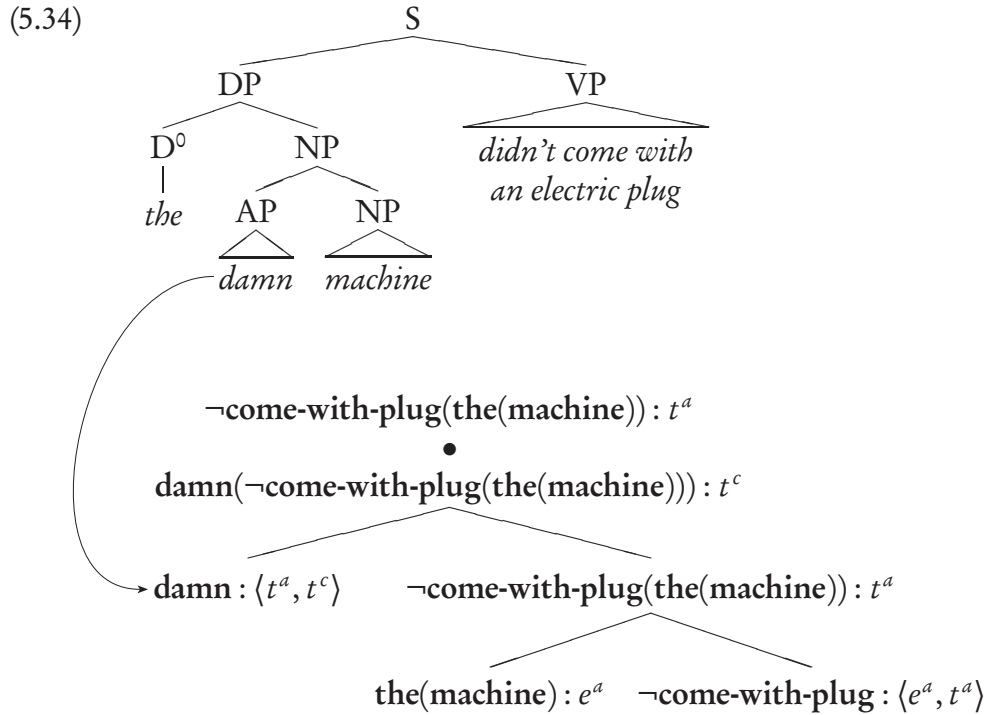 (5.34)
S
DP VP
D⁰ NP didn't come with
an electric plug
the AP NP
damn machine
¬come-with-plug(the(machine)) : tᵃ
•
damn(¬come-with-plug(the(machine))) : tᶜ
damn : ⟨tᵃ, tᶜ⟩ ¬come-with-plug(the(machine)) : tᵃ
the(machine) : eᵃ ¬come-with-plug : ⟨eᵃ, tᵃ⟩